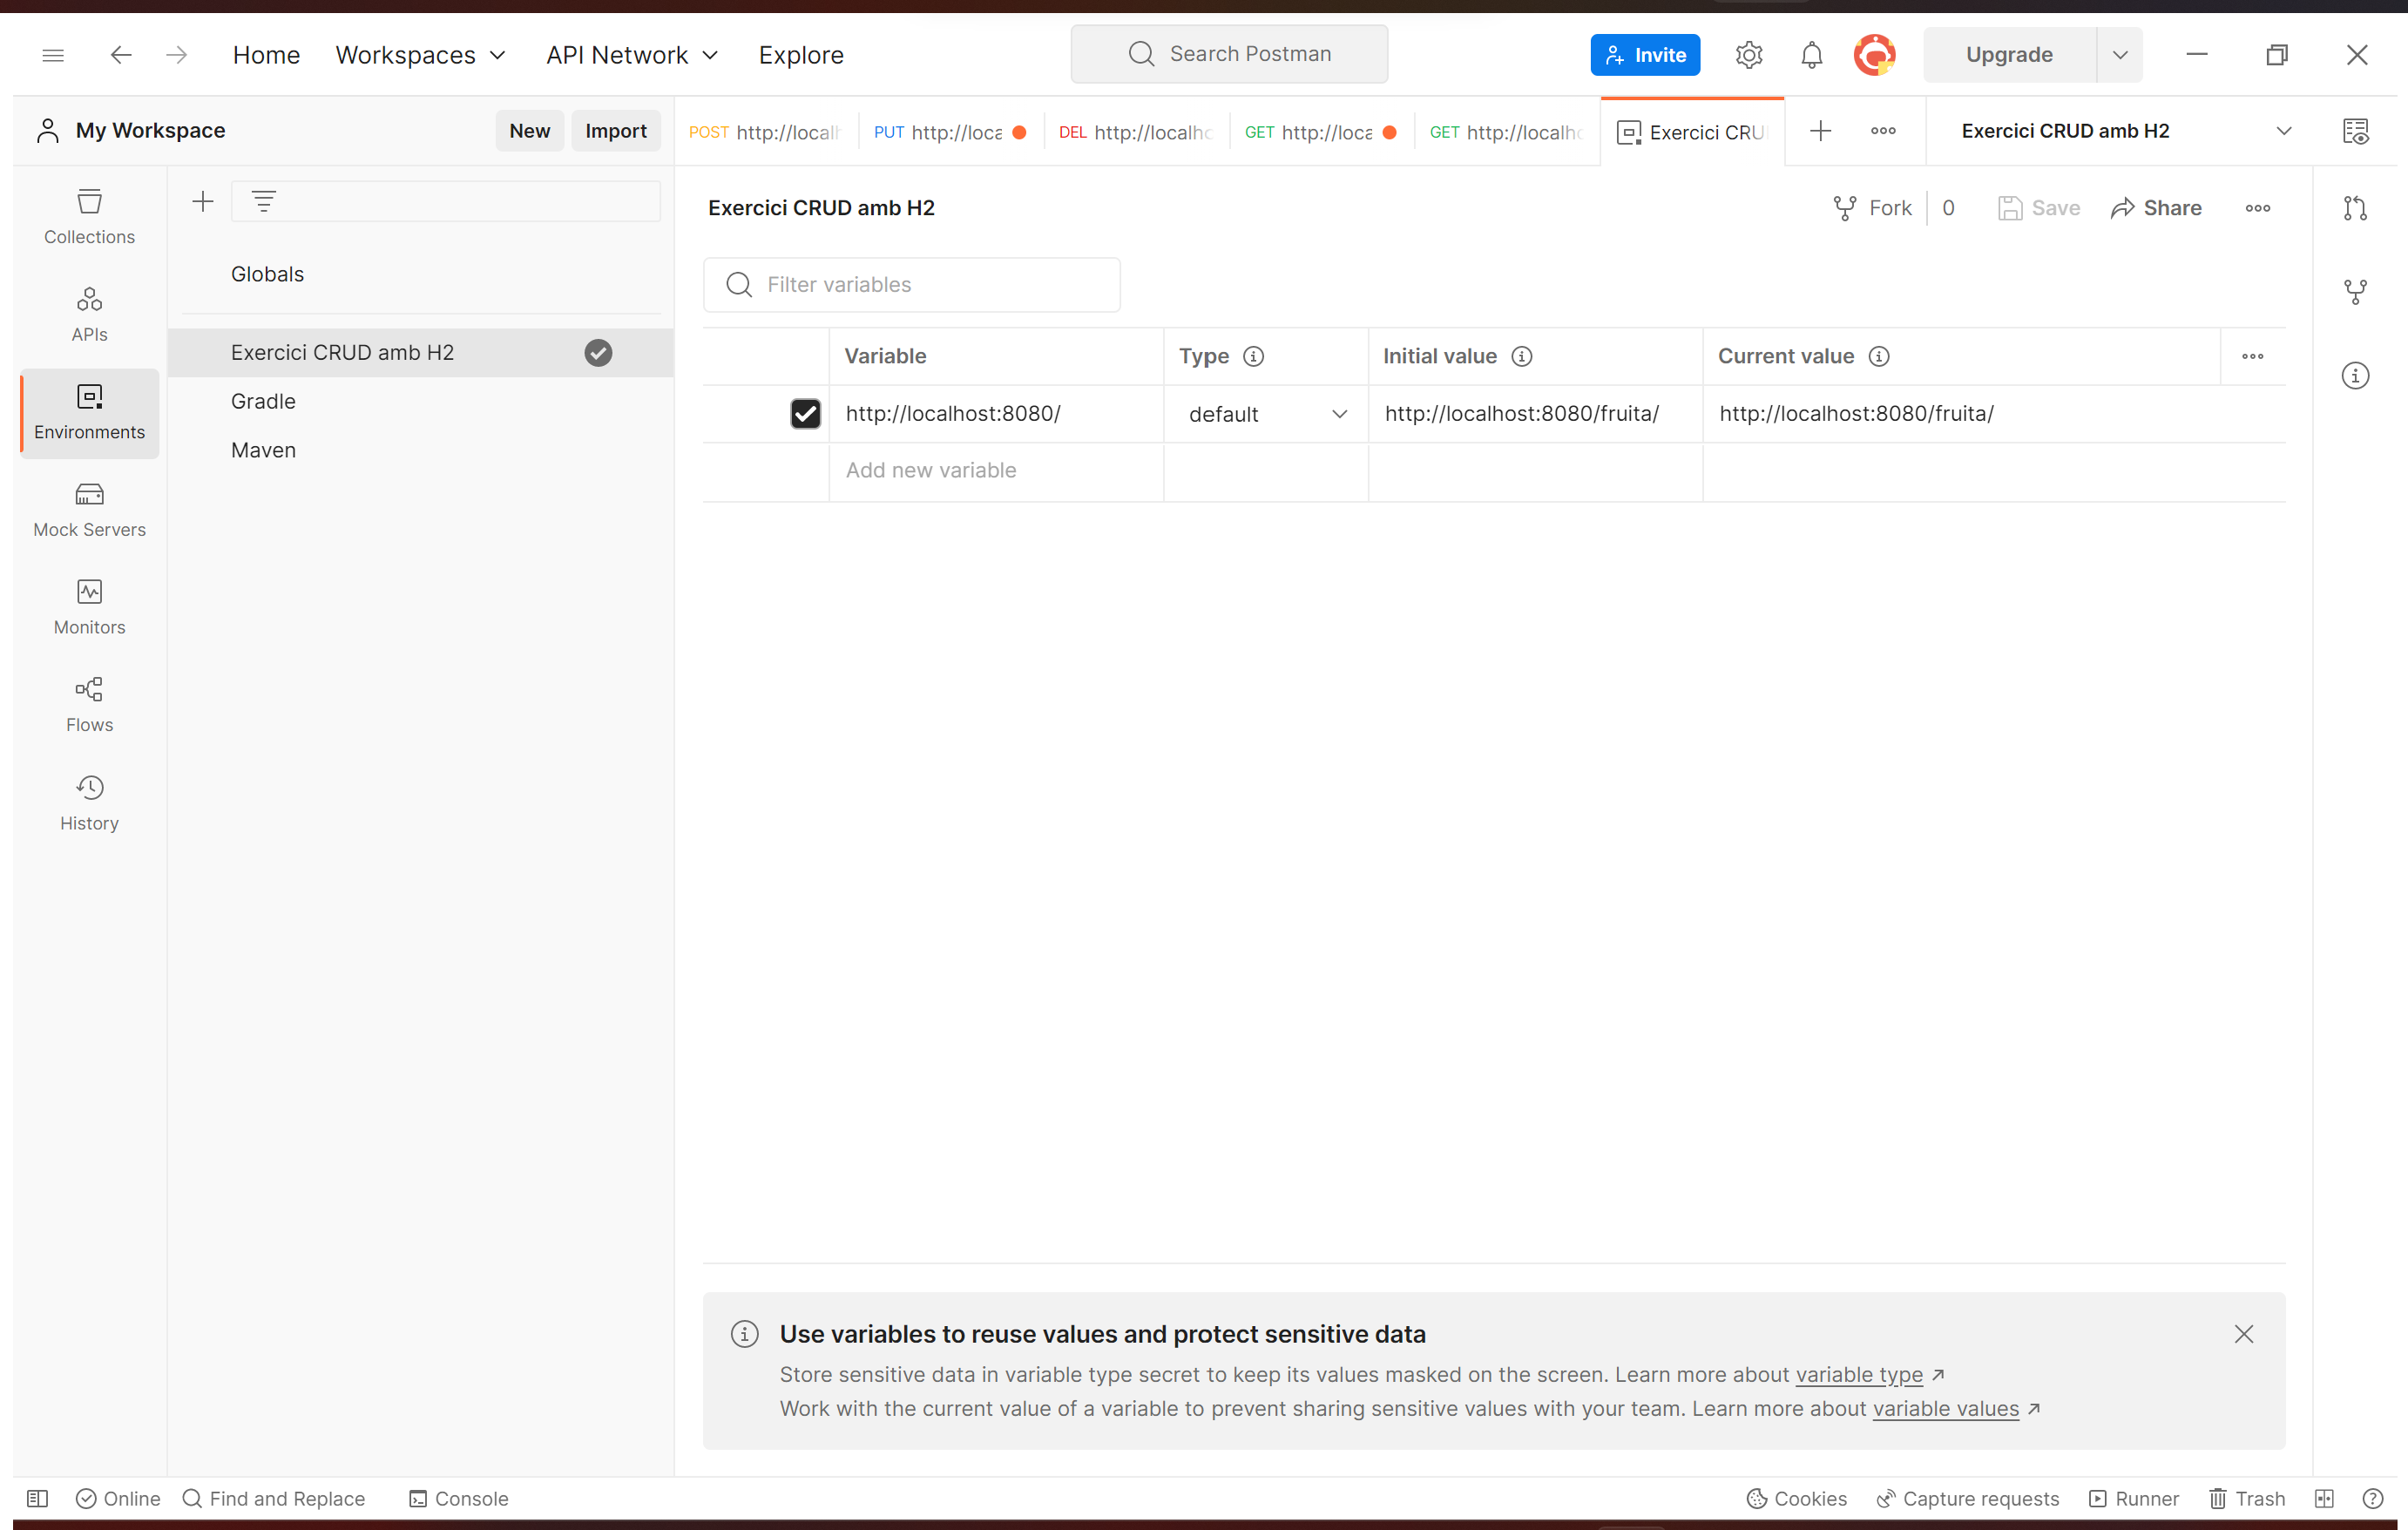 Home Workspaces API Network Explore Search Postman Invite Upgrade
My Workspace New Import POST http://local PUT http://loca DEL http://localho GET http://loca GET http://localho Exercici CRU Exercici CRUD amb H2
Collections
APIs
Environments
Mock Servers
Monitors
Flows
History
Globals
Exercici CRUD amb H2
Gradle
Maven
Exercici CRUD amb H2 Fork 0 Save Share
Filter variables
Variable Type Initial value Current value
http://localhost:8080/ default http://localhost:8080/fruita/ http://localhost:8080/fruita/
Add new variable
Use variables to reuse values and protect sensitive data
Store sensitive data in variable type secret to keep its values masked on the screen. Learn more about variable type ↗
Work with the current value of a variable to prevent sharing sensitive values with your team. Learn more about variable values ↗
Online Find and Replace Console Cookies Capture requests Runner Trash